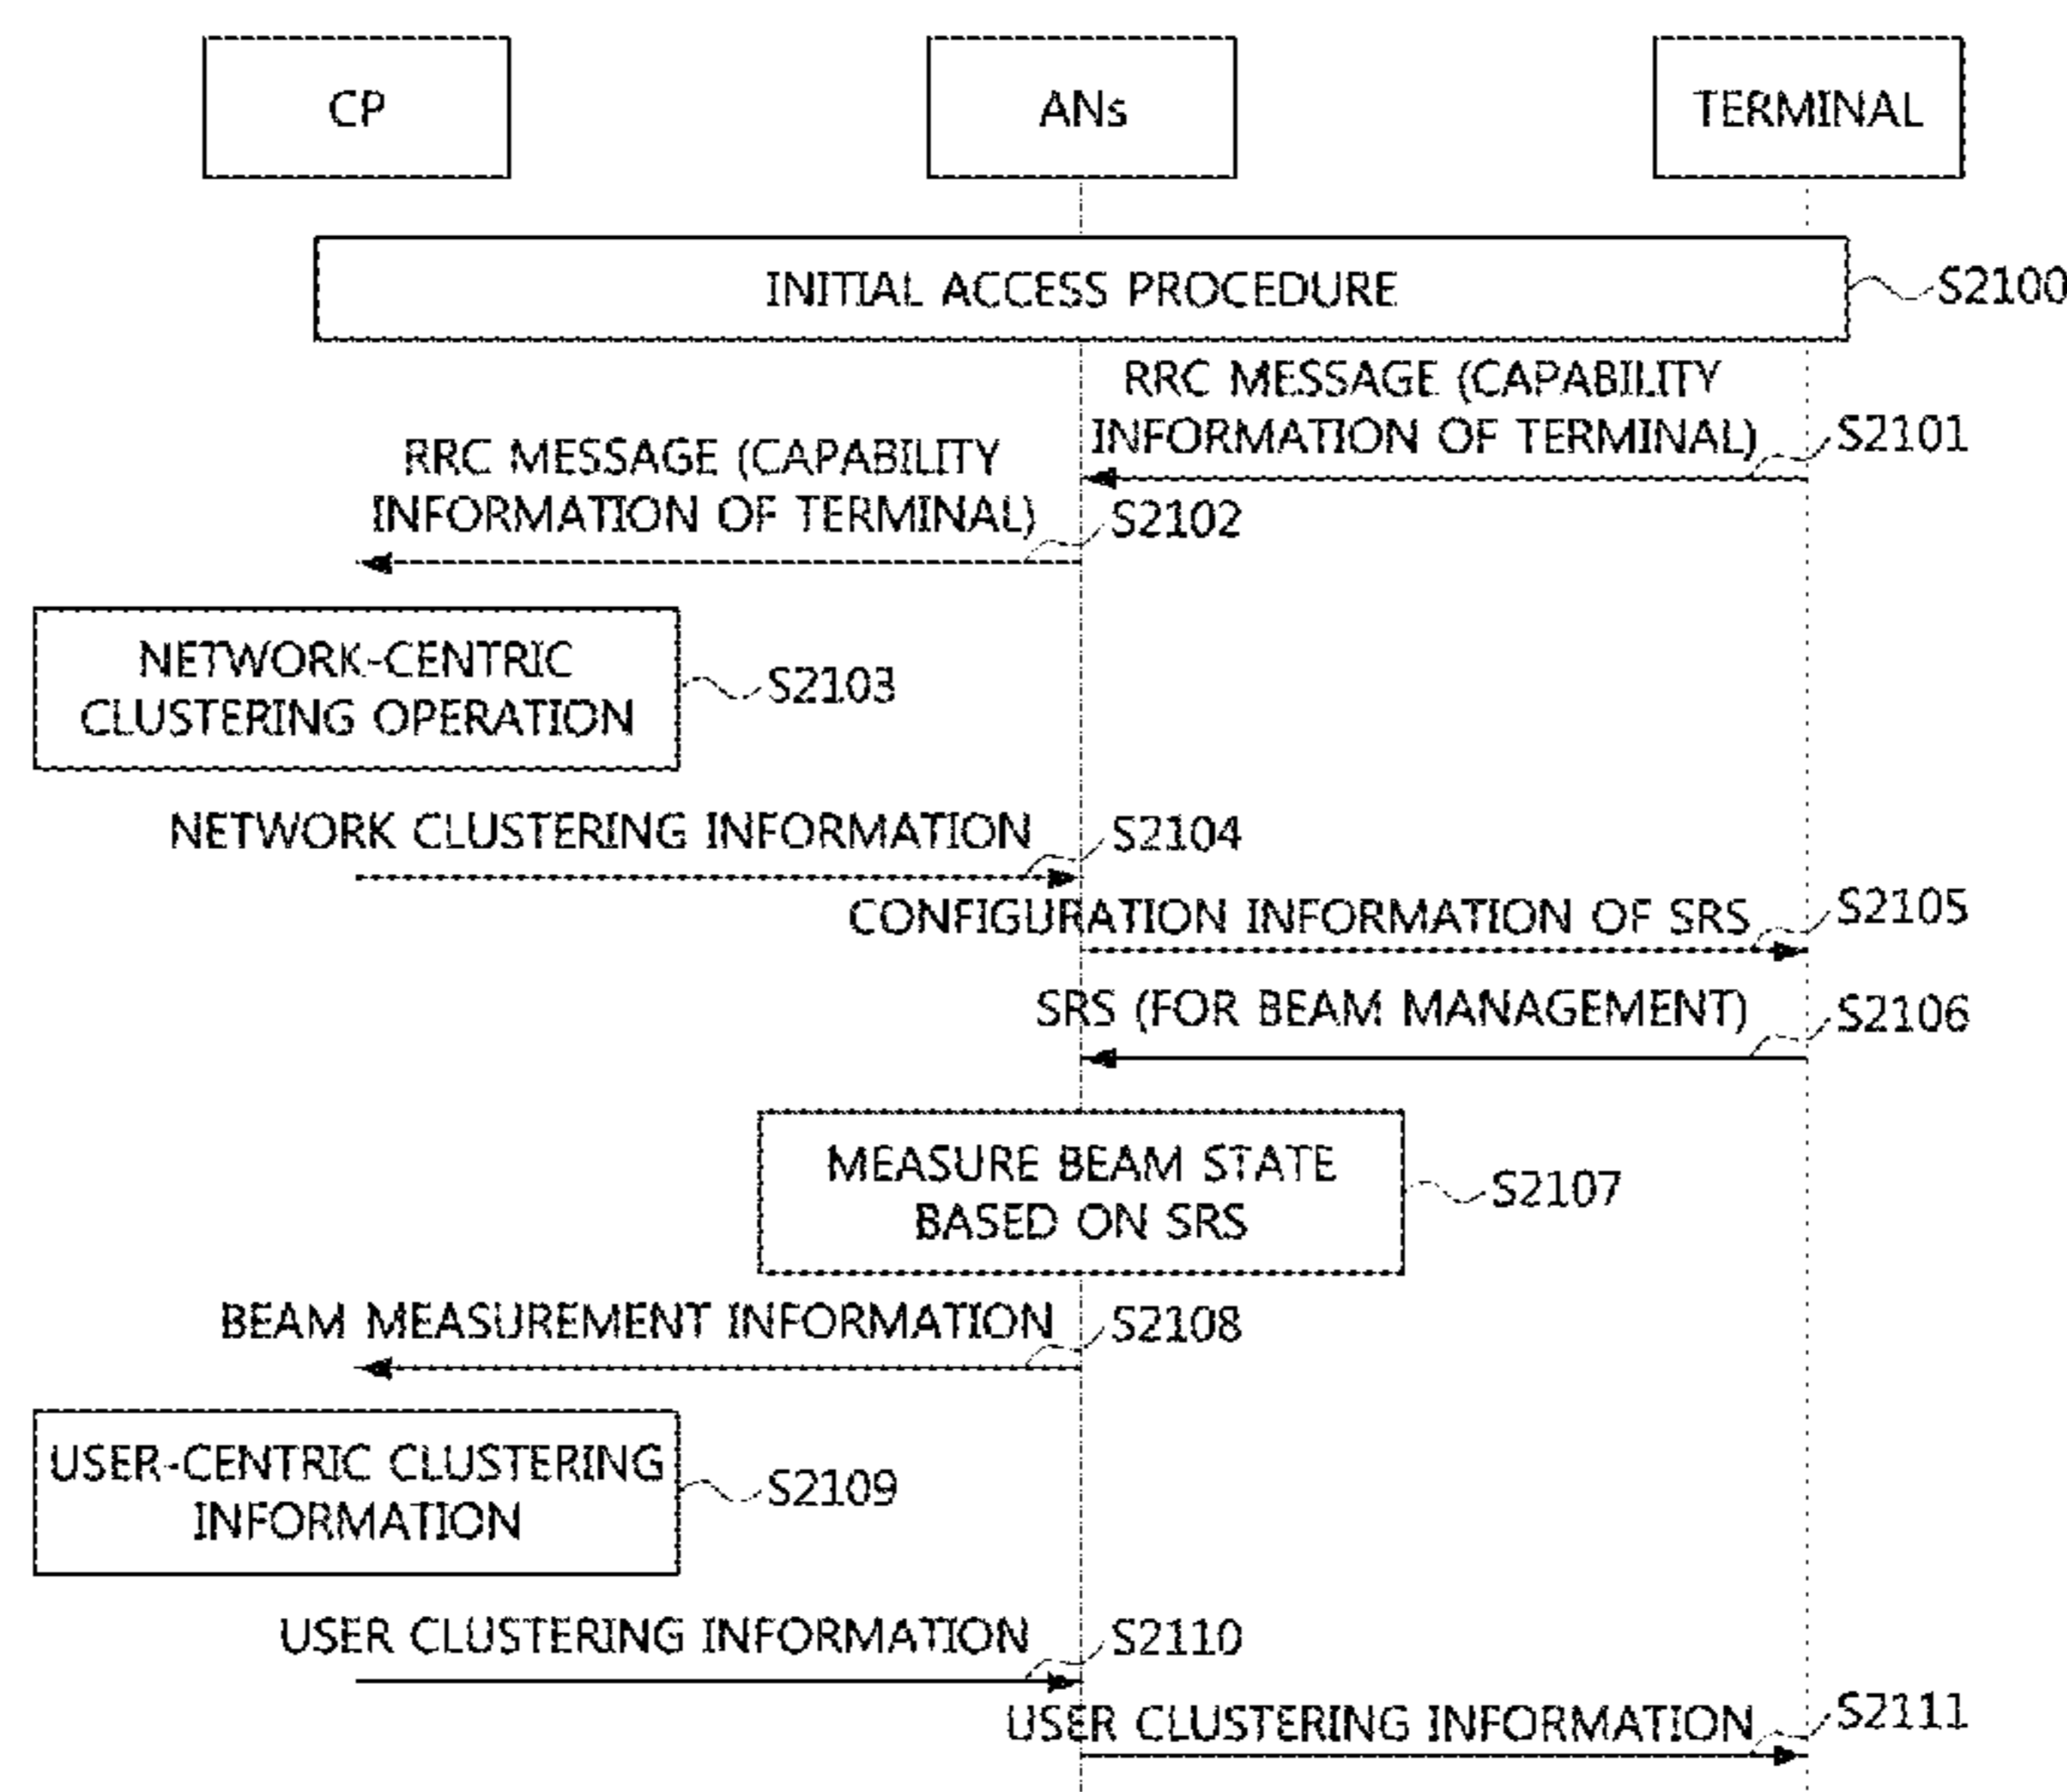 CP
ANs
TERMINAL
INITIAL ACCESS PROCEDURE
S2100
RRC MESSAGE (CAPABILITY
INFORMATION OF TERMINAL)
S2101
RRC MESSAGE (CAPABILITY
INFORMATION OF TERMINAL)
S2102
NETWORK-CENTRIC
CLUSTERING OPERATION
S2103
NETWORK CLUSTERING INFORMATION
S2104
CONFIGURATION INFORMATION OF SRS
S2105
SRS (FOR BEAM MANAGEMENT)
S2106
MEASURE BEAM STATE
BASED ON SRS
S2107
BEAM MEASUREMENT INFORMATION
S2108
USER-CENTRIC CLUSTERING
INFORMATION
S2109
USER CLUSTERING INFORMATION
S2110
USER CLUSTERING INFORMATION
S2111